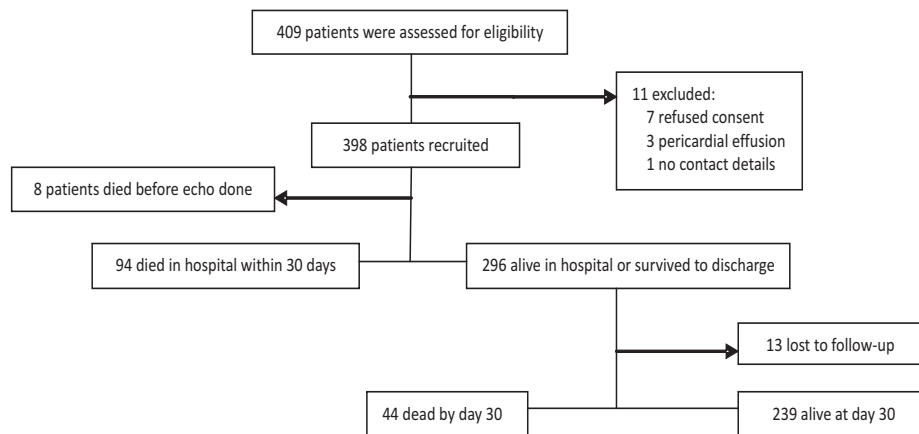 409 patients were assessed for eligibility
11 excluded:
7 refused consent
3 pericardial effusion
1 no contact details
398 patients recruited
8 patients died before echo done
94 died in hospital within 30 days
296 alive in hospital or survived to discharge
13 lost to follow-up
44 dead by day 30
239 alive at day 30